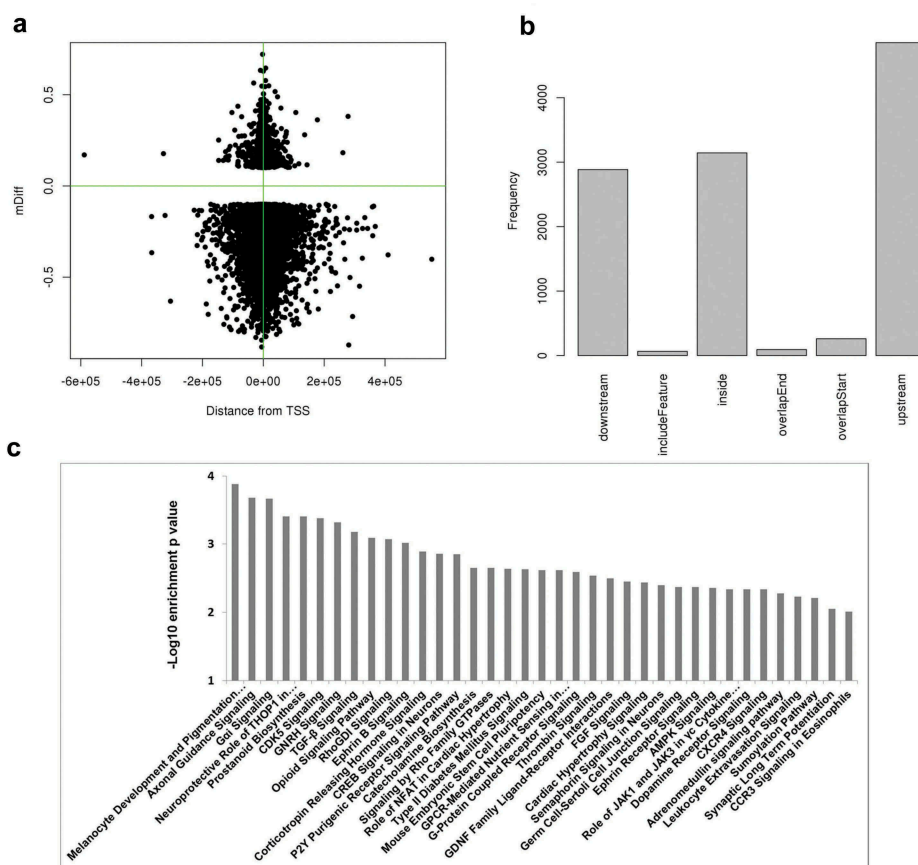 a
0.5
0.0
-0.5
mDiff
-6e+05
-4e+05
-2e+05
0e+00
2e+05
4e+05
Distance from TSS
b
4000
3000
2000
1000
0
Frequency
downstream
includeFeature
inside
overlapEnd
overlapStart
upstream
c
4
3
2
1
-Log10 enrichment p value
Melanocyte Development and Pigmentation...
Axonal Guidance Signaling
Gαi Signaling
Neuroprotective Role of THOP1 in...
Prostanoid Biosynthesis
CDK5 Signaling
GNRH Signaling
TGF-β Signaling
Opioid Signaling Pathway
RhoGDI Signaling
Ephrin B Signaling
Corticotropin Releasing Hormone Signaling
CREB Signaling in Neurons
P2Y Purigenic Receptor Signaling Pathway
Catecholamine Biosynthesis
Signaling by Rho Family GTPases
Role of NFAT in Cardiac Hypertrophy
Type II Diabetes Mellitus Signaling
Mouse Embryonic Stem Cell Pluripotency
GPCR-Mediated Nutrient Sensing in...
G-Protein Coupled Receptor Signaling
Thrombin Signaling
GDNF Family Ligand-Receptor Interactions
FGF Signaling
Cardiac Hypertrophy Signaling
Semaphorin Signaling in Neurons
Germ Cell-Sertoli Cell Junction Signaling
Ephrin Receptor Signaling
AMPK Signaling
Role of JAK1 and JAK3 in γc Cytokine...
Dopamine Receptor Signaling
CXCR4 Signaling
Adrenomedullin signaling pathway
Leukocyte Extravasation Signaling
Sumoylation Pathway
Synaptic Long Term Potentiation
CCR3 Signaling in Eosinophils